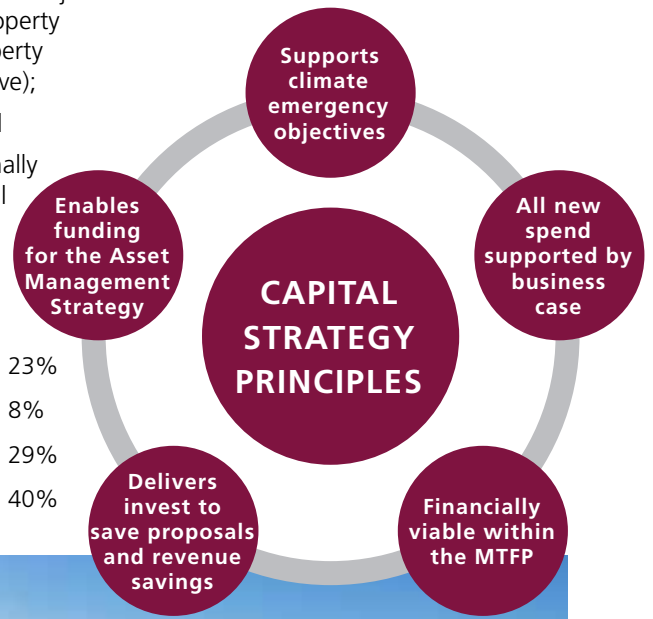 operty
perty
ve);
nally
23%
8%
29%
40%
Supports
climate
emergency
objectives
All new
spend
supported by
business
case
Financially
viable within
the MTFP
Delivers
invest to
save proposals
and revenue
savings
Enables
funding
for the Asset
Management
Strategy
CAPITAL
STRATEGY
PRINCIPLES